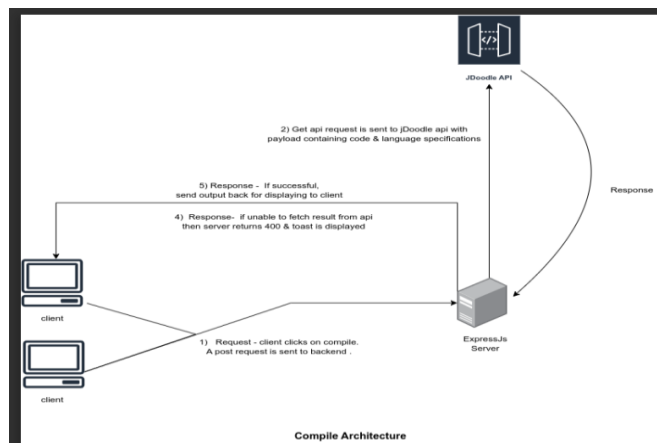 JDoodle API
2) Get api request is sent to jDoodle api with
payload containing code & language specifications
5) Response - If successful,
send output back for displaying to client
Response
4) Response- if unable to fetch result from api
then server returns 400 & toast is displayed
client
ExpressJs
Server
1) Request - client clicks on compile.
A post request is sent to backend .
client
Compile Architecture